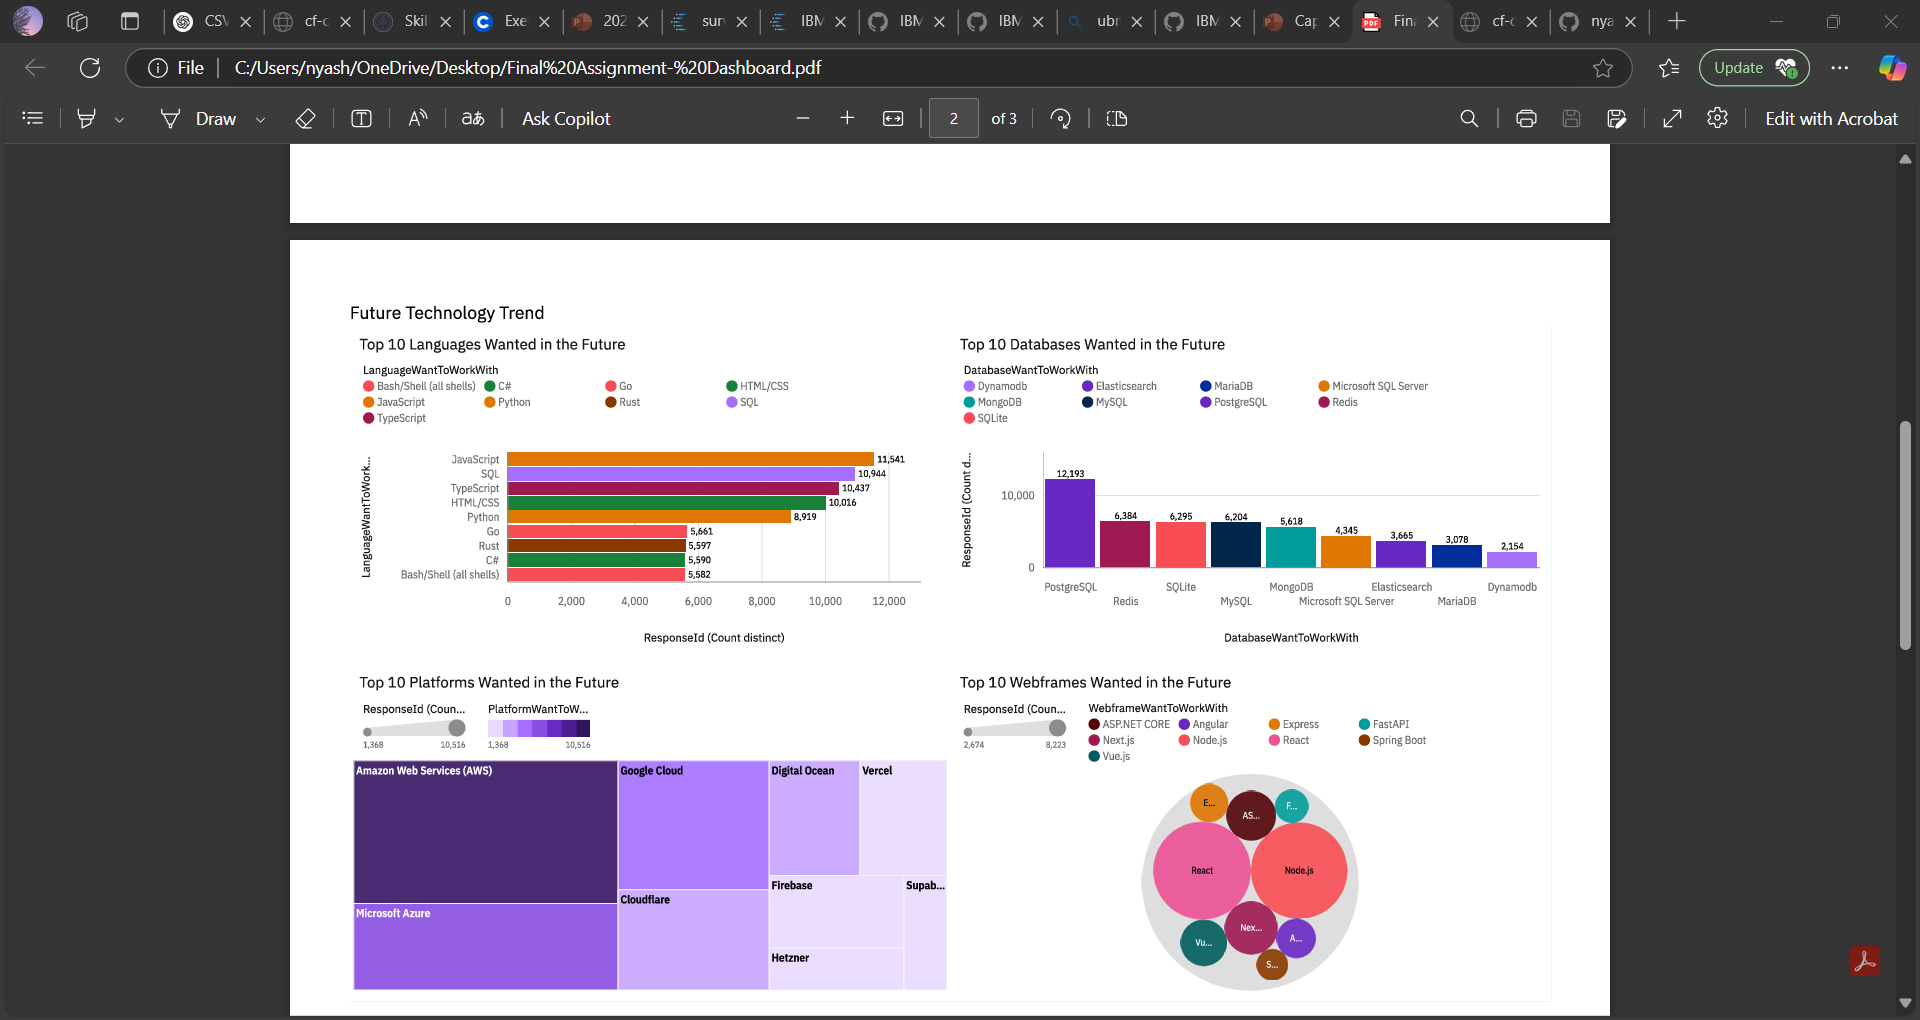 CSV
cf-c
Skil
Exe
202
sur
IBM
IBM
IBM
ubr
IBM
Cap
Fin
cf-c
nya
File
C:/Users/nyash/OneDrive/Desktop/Final%20Assignment-%20Dashboard.pdf
Update
Draw
Ask Copilot
2 of 3
Edit with Acrobat
Future Technology Trend
Top 10 Languages Wanted in the Future
LanguageWantToWorkWith
Bash/Shell (all shells) C# Go HTML/CSS
JavaScript Python Rust SQL
TypeScript
LanguageWantToWork...
JavaScript 11,541
SQL 10,944
TypeScript 10,437
HTML/CSS 10,016
Python 8,919
Go 5,661
Rust 5,597
C# 5,590
Bash/Shell (all shells) 5,582
0 2,000 4,000 6,000 8,000 10,000 12,000
ResponseId (Count distinct)
Top 10 Databases Wanted in the Future
DatabaseWantToWorkWith
Dynamodb Elasticsearch MariaDB Microsoft SQL Server
MongoDB MySQL PostgreSQL Redis
SQLite
ResponseId (Count d...
10,000
0
12,193 6,384 6,295 6,204 5,618 4,345 3,665 3,078 2,154
PostgreSQL SQLite MongoDB Elasticsearch Dynamodb
Redis MySQL Microsoft SQL Server MariaDB
DatabaseWantToWorkWith
Top 10 Platforms Wanted in the Future
ResponseId (Coun... PlatformWantToW...
1,368 10,516 1,368 10,516
Amazon Web Services (AWS)
Google Cloud
Digital Ocean
Vercel
Microsoft Azure
Cloudflare
Firebase
Supab...
Hetzner
Top 10 Webframes Wanted in the Future
ResponseId (Coun... WebframeWantToWorkWith
2,674 8,223
ASP.NET CORE Angular Express FastAPI
Next.js Node.js React Spring Boot
Vue.js
E... AS... F...
React Node.js
Vu... Nex... A...
S...